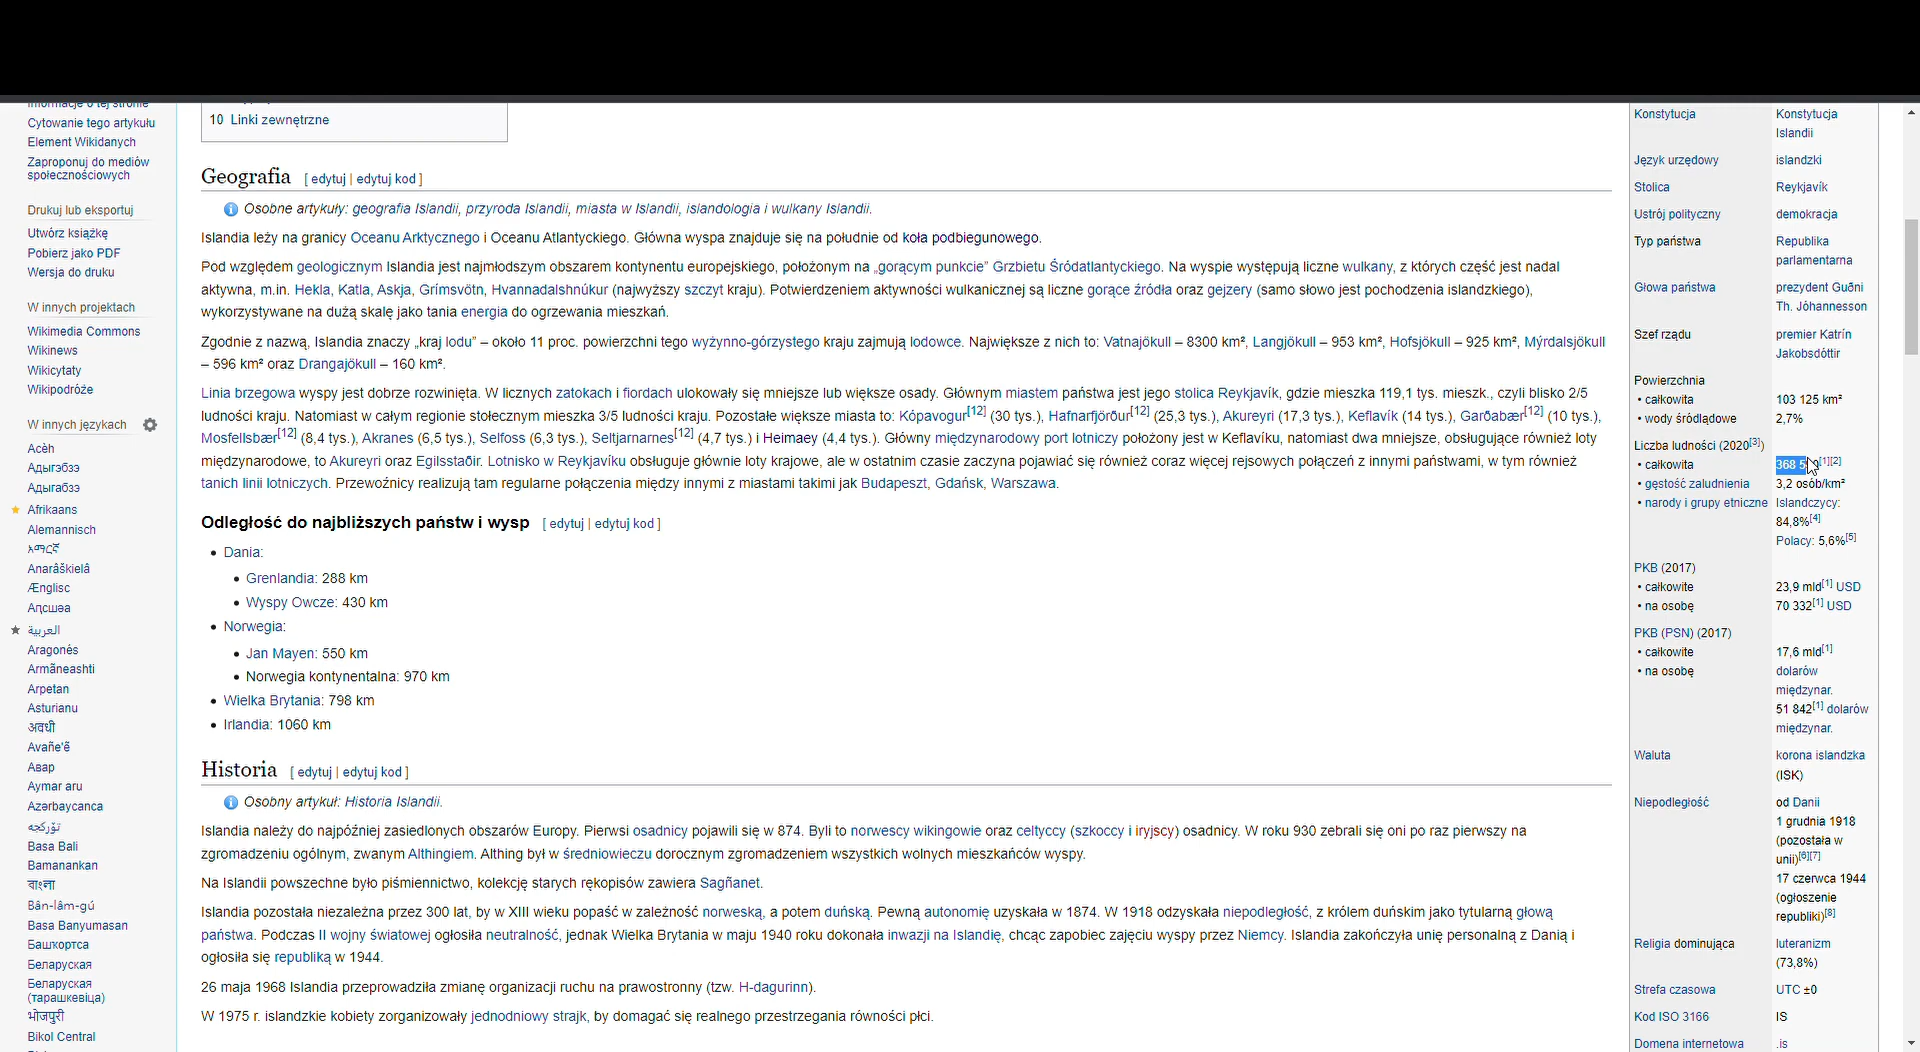 Cytowanie tego artykułu
Element Wikidanych
Zaproponuj do mediów
społecznościowych
Drukuj lub eksportuj
Utwórz książkę
Pobierz jako PDF
Wersja do druku
W innych projektach
Wikimedia Commons
Wikinews
Wikicytaty
Wikipodróże
W innych językach
Acèh
Адыгэбзэ
Адыгабзэ
Afrikaans
Alemannisch
አማርኛ
Anarâškielâ
Ænglisc
Аԥсшәа
العربية
Aragonés
Armãneashti
Arpetan
Asturianu
अवधी
Avañe'ẽ
Авар
Aymar aru
Azərbaycanca
تۆرکجه
Basa Bali
Bamanankan
বাংলা
Bân-lâm-gú
Basa Banyumasan
Башҡортса
Беларуская
Беларуская
(тарашкевіца)
भोजपुरी
Bikol Central
10 Linki zewnętrzne
Geografia [ edytuj | edytuj kod ]
Osobne artykuły: geografia Islandii, przyroda Islandii, miasta w Islandii, islandologia i wulkany Islandii.
Islandia leży na granicy Oceanu Arktycznego i Oceanu Atlantyckiego. Główna wyspa znajduje się na południe od koła podbiegunowego.
Pod względem geologicznym Islandia jest najmłodszym obszarem kontynentu europejskiego, położonym na „gorącym punkcie" Grzbietu Śródatlantyckiego. Na wyspie występują liczne wulkany, z których część jest nadal
aktywna, m.in. Hekla, Katla, Askja, Grímsvötn, Hvannadalshnúkur (najwyższy szczyt kraju). Potwierdzeniem aktywności wulkanicznej są liczne gorące źródła oraz gejzery (samo słowo jest pochodzenia islandzkiego),
wykorzystywane na dużą skalę jako tania energia do ogrzewania mieszkań.
Zgodnie z nazwą, Islandia znaczy „kraj lodu" – około 11 proc. powierzchni tego wyżynno-górzystego kraju zajmują lodowce. Największe z nich to: Vatnajökull – 8300 km², Langjökull – 953 km², Hofsjökull – 925 km², Mýrdalsjökull
– 596 km² oraz Drangajökull – 160 km².
Linia brzegowa wyspy jest dobrze rozwinięta. W licznych zatokach i fiordach ulokowały się mniejsze lub większe osady. Głównym miastem państwa jest jego stolica Reykjavík, gdzie mieszka 119,1 tys. mieszk., czyli blisko 2/5
ludności kraju. Natomiast w całym regionie stołecznym mieszka 3/5 ludności kraju. Pozostałe większe miasta to: Kópavogur[12] (30 tys.), Hafnarfjörður[12] (25,3 tys.), Akureyri (17,3 tys.), Keflavík (14 tys.), Garðabær[12] (10 tys.),
Mosfellsbær[12] (8,4 tys.), Akranes (6,5 tys.), Selfoss (6,3 tys.), Seltjarnarnes[12] (4,7 tys.) i Heimaey (4,4 tys.). Główny międzynarodowy port lotniczy położony jest w Keflavíku, natomiast dwa mniejsze, obsługujące również loty
międzynarodowe, to Akureyri oraz Egilsstaðir. Lotnisko w Reykjavíku obsługuje głównie loty krajowe, ale w ostatnim czasie zaczyna pojawiać się również coraz więcej rejsowych połączeń z innymi państwami, w tym również
tanich linii lotniczych. Przewoźnicy realizują tam regularne połączenia między innymi z miastami takimi jak Budapeszt, Gdańsk, Warszawa.
Odległość do najbliższych państw i wysp [ edytuj | edytuj kod ]
• Dania:
• Grenlandia: 288 km
• Wyspy Owcze: 430 km
• Norwegia:
• Jan Mayen: 550 km
• Norwegia kontynentalna: 970 km
• Wielka Brytania: 798 km
• Irlandia: 1060 km
Historia [ edytuj | edytuj kod ]
Osobny artykuł: Historia Islandii.
Islandia należy do najpóźniej zasiedlonych obszarów Europy. Pierwsi osadnicy pojawili się w 874. Byli to norwescy wikingowie oraz celtyccy (szkoccy i iryjscy) osadnicy. W roku 930 zebrali się oni po raz pierwszy na
zgromadzeniu ogólnym, zwanym Althingiem. Althing był w średniowieczu dorocznym zgromadzeniem wszystkich wolnych mieszkańców wyspy.
Na Islandii powszechne było piśmiennictwo, kolekcję starych rękopisów zawiera Sagñanet.
Islandia pozostała niezależna przez 300 lat, by w XIII wieku popaść w zależność norweską, a potem duńską. Pewną autonomię uzyskała w 1874. W 1918 odzyskała niepodległość, z królem duńskim jako tytularną głową
państwa. Podczas II wojny światowej ogłosiła neutralność, jednak Wielka Brytania w maju 1940 roku dokonała inwazji na Islandię, chcąc zapobiec zajęciu wyspy przez Niemcy. Islandia zakończyła unię personalną z Danią i
ogłosiła się republiką w 1944.
26 maja 1968 Islandia przeprowadziła zmianę organizacji ruchu na prawostronny (tzw. H-dagurinn).
W 1975 r. islandzkie kobiety zorganizowały jednodniowy strajk, by domagać się realnego przestrzegania równości płci.
Konstytucja Konstytucja
Islandii
Język urzędowy islandzki
Stolica Reykjavík
Ustrój polityczny demokracja
Typ państwa Republika
parlamentarna
Głowa państwa prezydent Guðni
Th. Jóhannesson
Szef rządu premier Katrín
Jakobsdóttir
Powierzchnia
• całkowita 103 125 km²
• wody śródlądowe 2,7%
Liczba ludności (2020[3])
• całkowita 368 5 [1][2]
• gęstość zaludnienia 3,2 osób/km²
• narody i grupy etniczne Islandczycy:
84,8%[4]
Polacy: 5,6%[5]
PKB (2017)
• całkowite 23,9 mld[1] USD
• na osobę 70 332[1] USD
PKB (PSN) (2017)
• całkowite 17,6 mld[1]
• na osobę dolarów
międzynar.
51 842[1] dolarów
międzynar.
Waluta korona islandzka
(ISK)
Niepodległość od Danii
1 grudnia 1918
(pozostała w
unii)[6][7]
17 czerwca 1944
(ogłoszenie
republiki)[8]
Religia dominująca luteranizm
(73,8%)
Strefa czasowa UTC ±0
Kod ISO 3166 IS
Domena internetowa .is